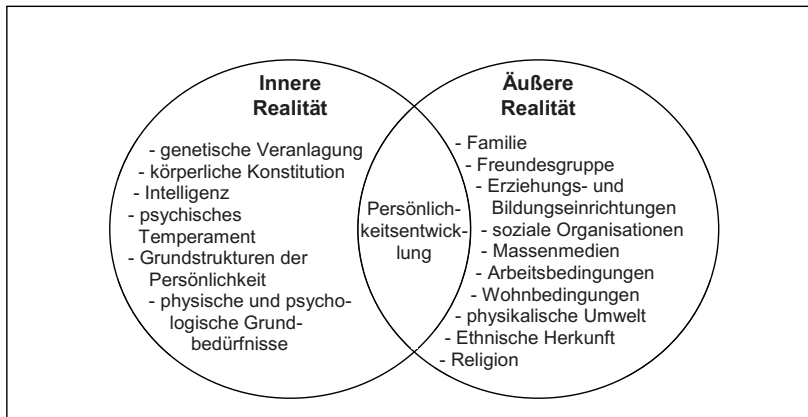 Innere
Realität
- genetische Veranlagung
- körperliche Konstitution
- Intelligenz
- psychisches
Temperament
- Grundstrukturen der
Persönlichkeit
- physische und psycho-
logische Grund-
bedürfnisse
Persönlich-
keitsentwick-
lung
Äußere
Realität
- Familie
- Freundesgruppe
- Erziehungs- und
Bildungseinrichtungen
- soziale Organisationen
- Massenmedien
- Arbeitsbedingungen
- Wohnbedingungen
- physikalische Umwelt
- Ethnische Herkunft
- Religion